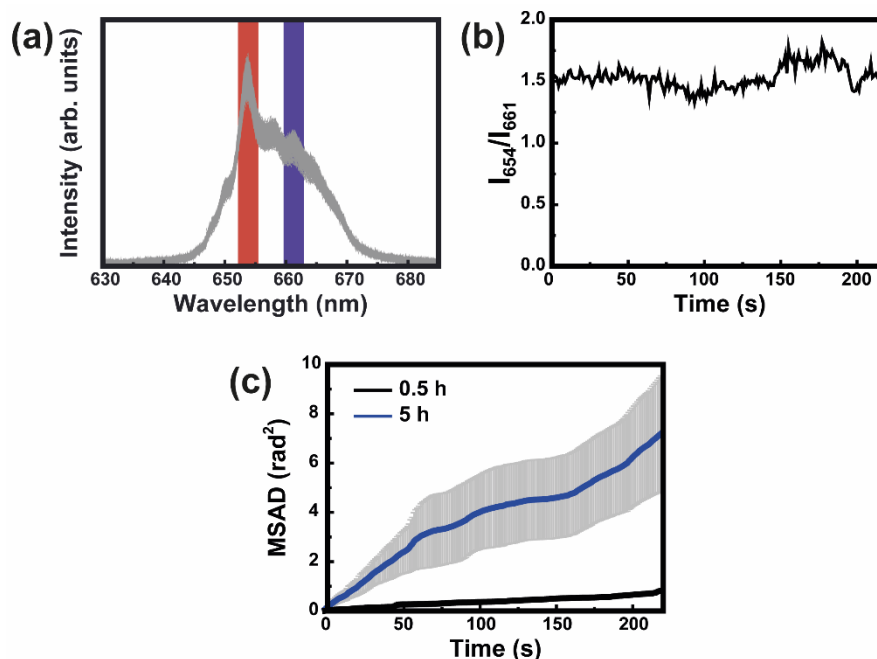 (a)
Intensity (arb. units)
630 640 650 660 670 680
Wavelength (nm)
(b)
I654/I661
2.0
1.5
1.0
0.5
0.0
0 50 100 150 200
Time (s)
(c)
MSAD (rad2)
10
8
6
4
2
0
0.5 h
5 h
0 50 100 150 200
Time (s)